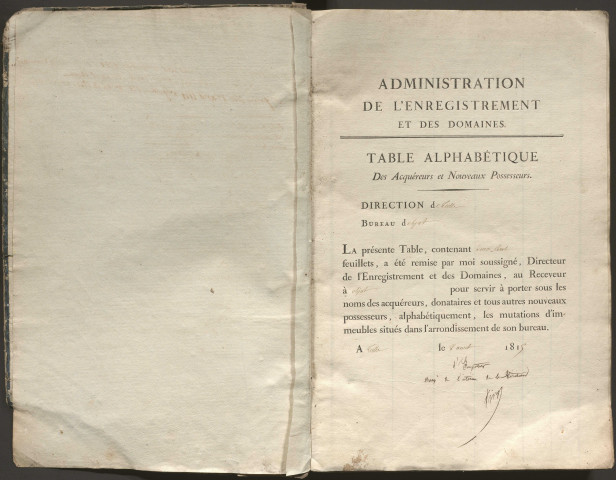 ADMINISTRATION
DE L'ENREGISTREMENT
ET DES DOMAINES.
TABLE ALPHABÉTIQUE
Des Acquéreurs et Nouveaux Possesseurs.
DIRECTION d
BUREAU d
LA présente Table, contenant
feuillets, a été remise par moi soussigné, Directeur
de l'Enregistrement et des Domaines, au Receveur
à pour servir à porter sous les
noms des acquéreurs, donataires et tous autres nouveaux
possesseurs, alphabétiquement, les mutations d'im-
meubles situés dans l'arrondissement de son bureau.
A le 181